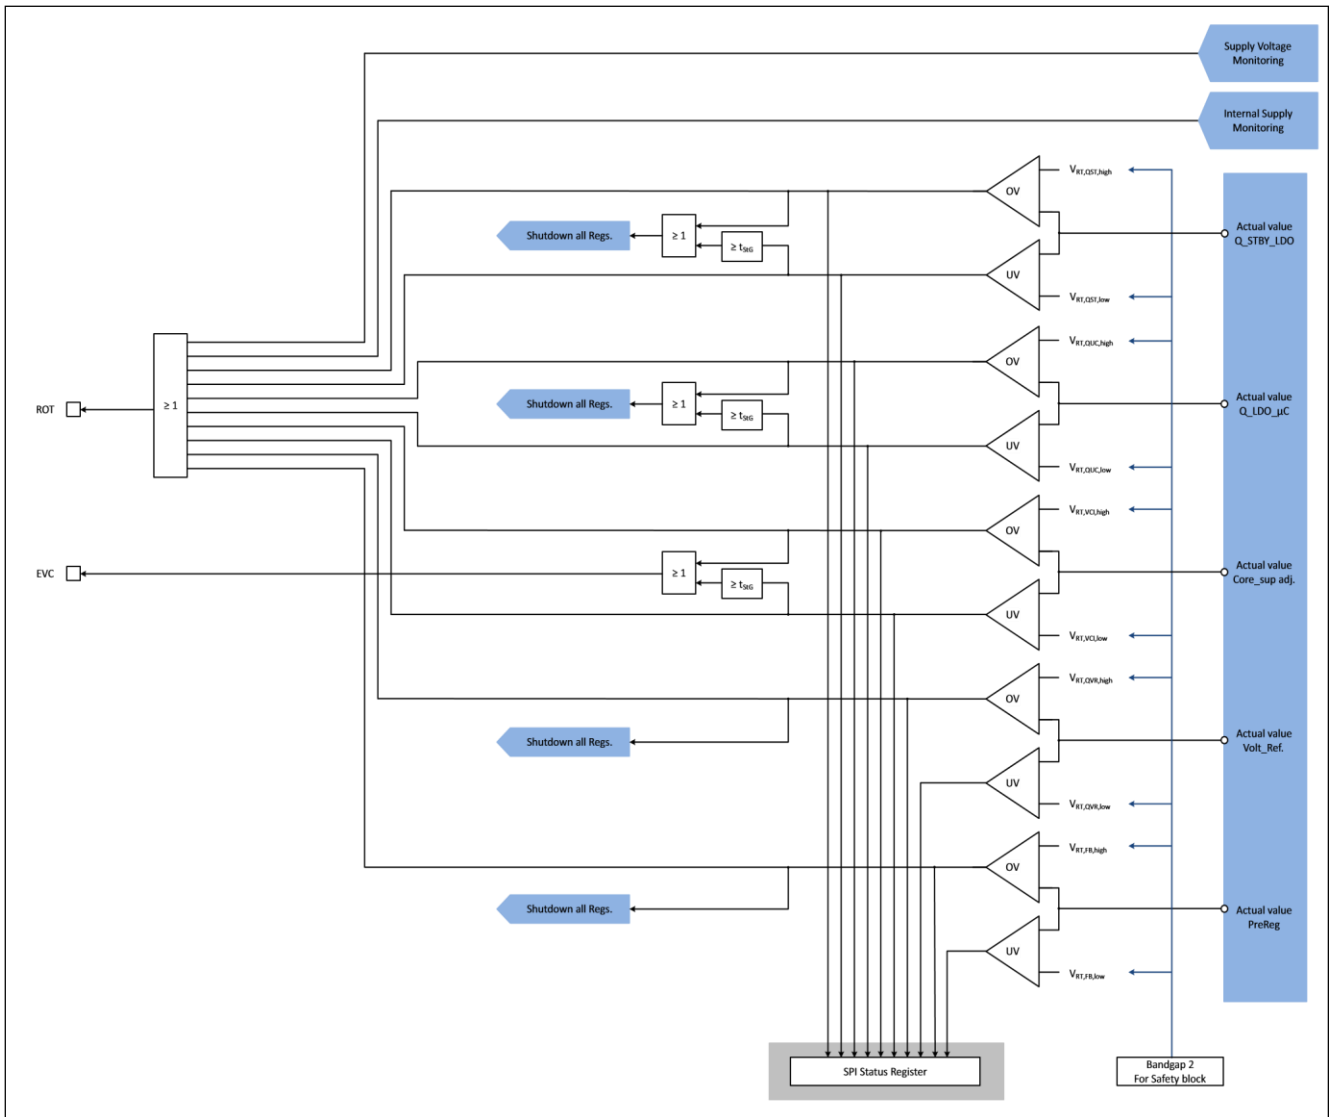 Supply Voltage
Monitoring
Internal Supply
Monitoring
OV
V_RT,QST,high
Shutdown all Regs.
≥ 1
≥ t_StG
Actual value
Q_STBY_LDO
UV
V_RT,QST,low
OV
V_RT,QUC,high
ROT
≥ 1
Shutdown all Regs.
≥ 1
≥ t_StG
Actual value
Q_LDO_µC
UV
V_RT,QUC,low
OV
V_RT,VCI,high
EVC
≥ 1
≥ t_StG
Actual value
Core_sup adj.
UV
V_RT,VCI,low
OV
V_RT,QVR,high
Shutdown all Regs.
Actual value
Volt_Ref.
UV
V_RT,QVR,low
OV
V_RT,FB,high
Shutdown all Regs.
Actual value
PreReg
UV
V_RT,FB,low
SPI Status Register
Bandgap 2
For Safety block